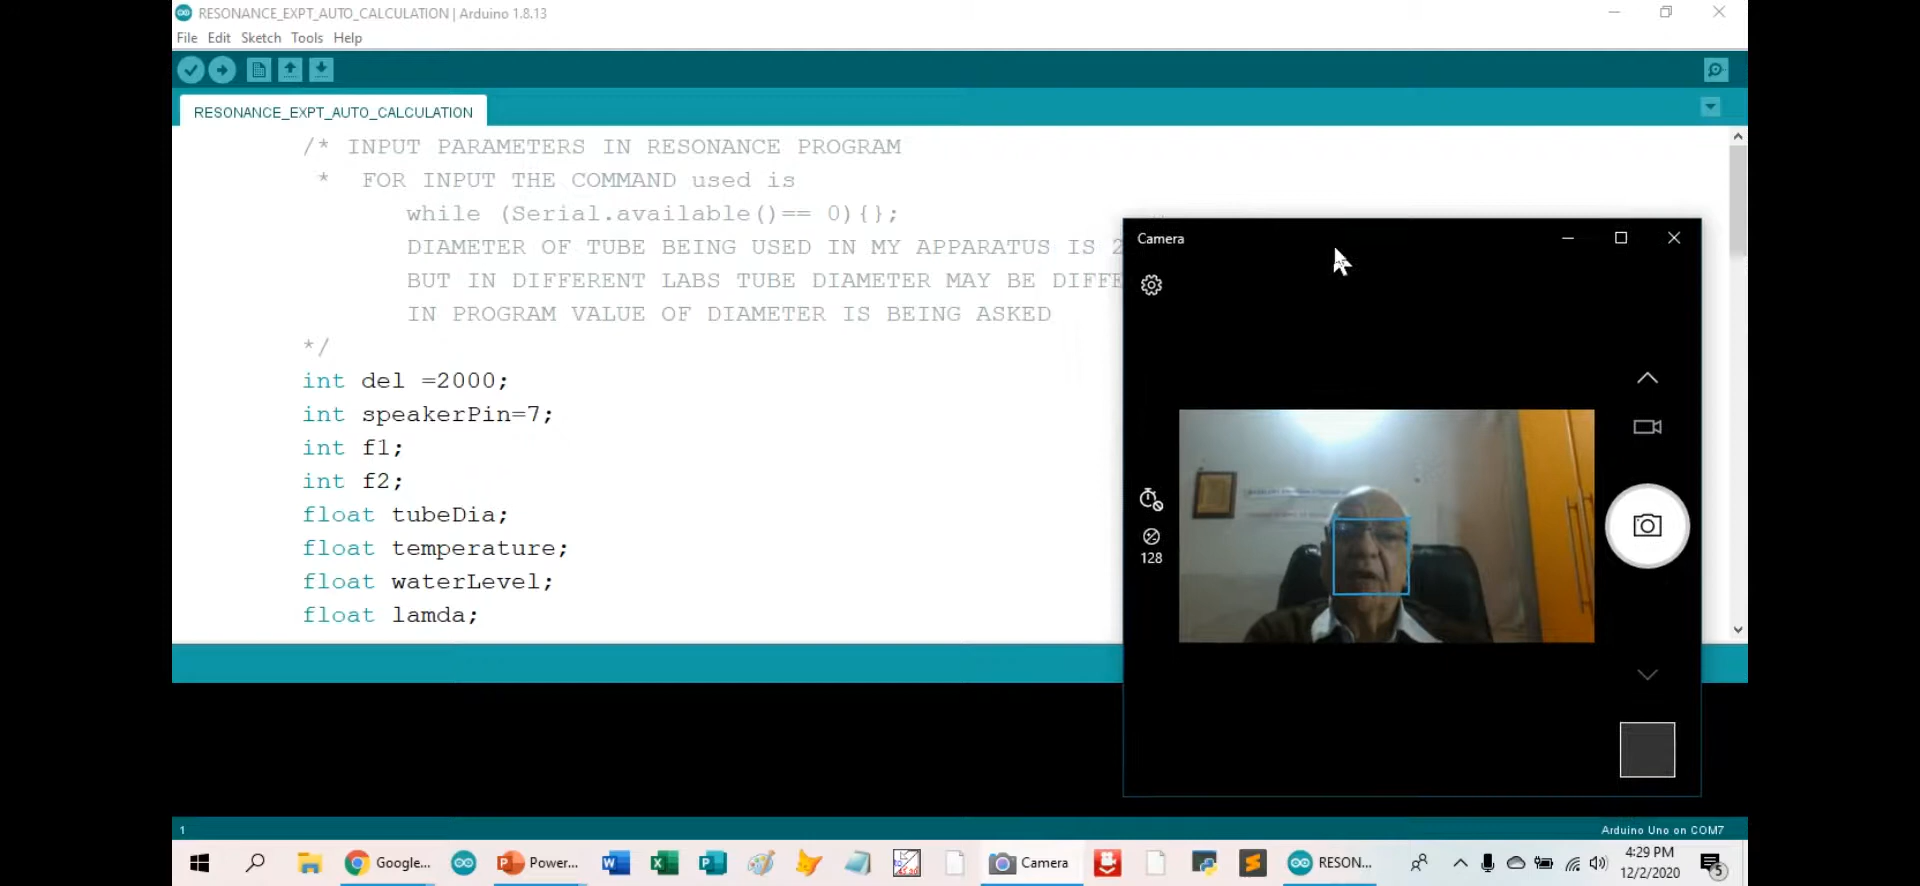 RESONANCE_EXPT_AUTO_CALCULATION | Arduino 1.8.13
File Edit Sketch Tools Help
RESONANCE_EXPT_AUTO_CALCULATION
/* INPUT PARAMETERS IN RESONANCE PROGRAM
* FOR INPUT THE COMMAND used is
while (Serial.available()== 0){};
DIAMETER OF TUBE BEING USED IN MY APPARATUS IS 2
BUT IN DIFFERENT LABS TUBE DIAMETER MAY BE DIFFE
IN PROGRAM VALUE OF DIAMETER IS BEING ASKED
*/
int del =2000;
int speakerPin=7;
int f1;
int f2;
float tubeDia;
float temperature;
float waterLevel;
float lamda;
Camera
128
1
Arduino Uno on COM7
Google... Power... Camera RESON...
4:29 PM
12/2/2020
5